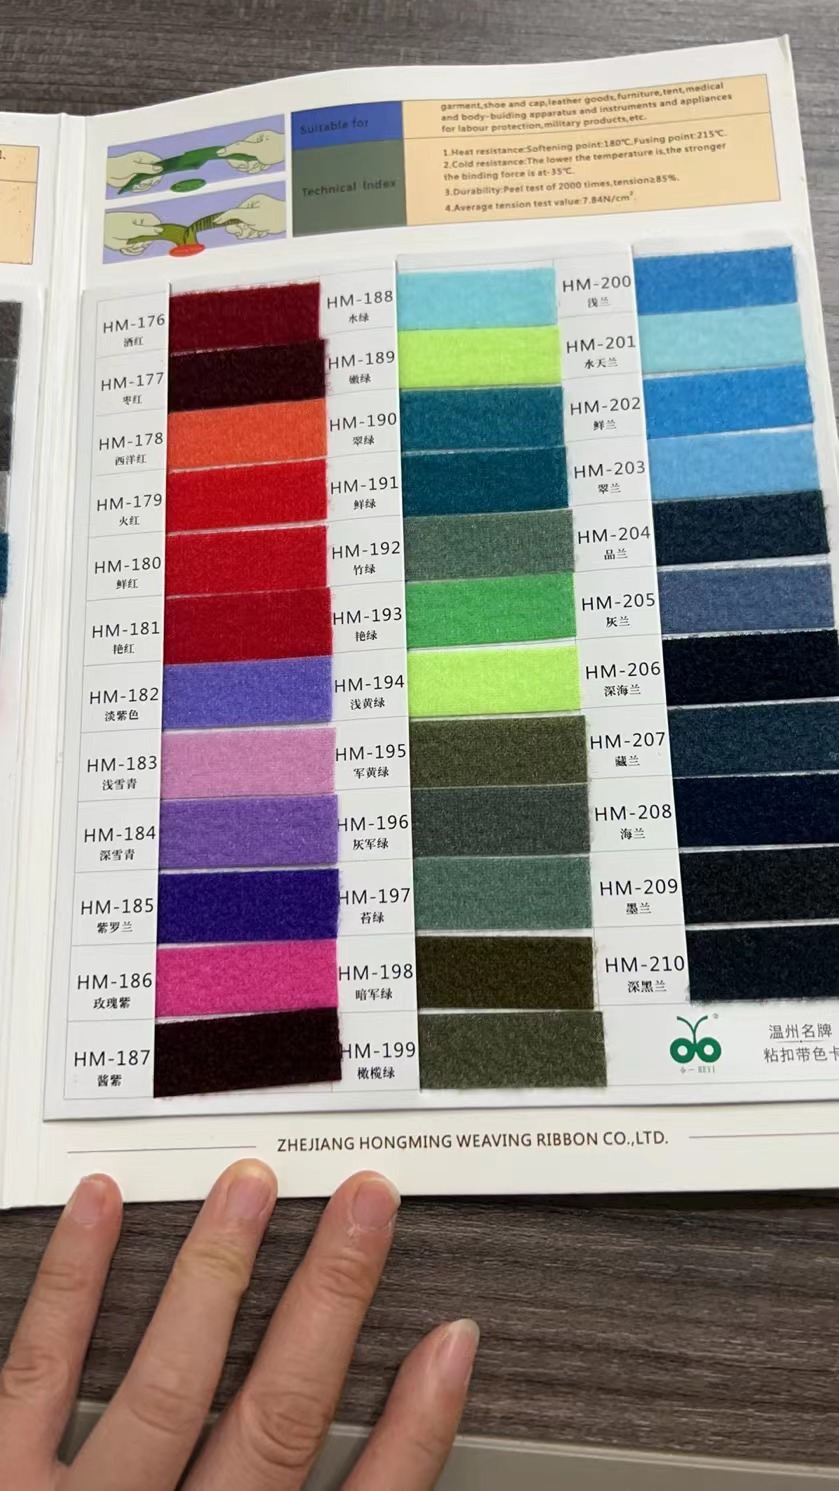 Suitable for
garment,shoe and cap,leather goods,furniture,tent,medical
and body-buiding apparatus and instruments and appliances
for labour protection,military products,etc.
Technical Index
1.Heat resistance:Softening point:180℃,Fusing point:215℃.
2.Cold resistance:The lower the temperature is,the stronger
the binding force is at-35℃.
3.Durability:Peel test of 2000 times,tension≥85%.
4.Average tension test value:7.84N/cm².
HM-176
酒红
HM-177
枣红
HM-178
西洋红
HM-179
火红
HM-180
鲜红
HM-181
艳红
HM-182
淡紫色
HM-183
浅雪青
HM-184
深雪青
HM-185
紫罗兰
HM-186
玫瑰紫
HM-187
酱紫
HM-188
水绿
HM-189
嫩绿
HM-190
翠绿
HM-191
鲜绿
HM-192
竹绿
HM-193
艳绿
HM-194
浅黄绿
HM-195
军黄绿
HM-196
灰军绿
HM-197
苔绿
HM-198
暗军绿
HM-199
橄榄绿
HM-200
浅兰
HM-201
水天兰
HM-202
鲜兰
HM-203
翠兰
HM-204
品兰
HM-205
灰兰
HM-206
深海兰
HM-207
藏兰
HM-208
海兰
HM-209
墨兰
HM-210
深黑兰
®
合一 HEYI
温州名牌
粘扣带色卡
ZHEJIANG HONGMING WEAVING RIBBON CO.,LTD.